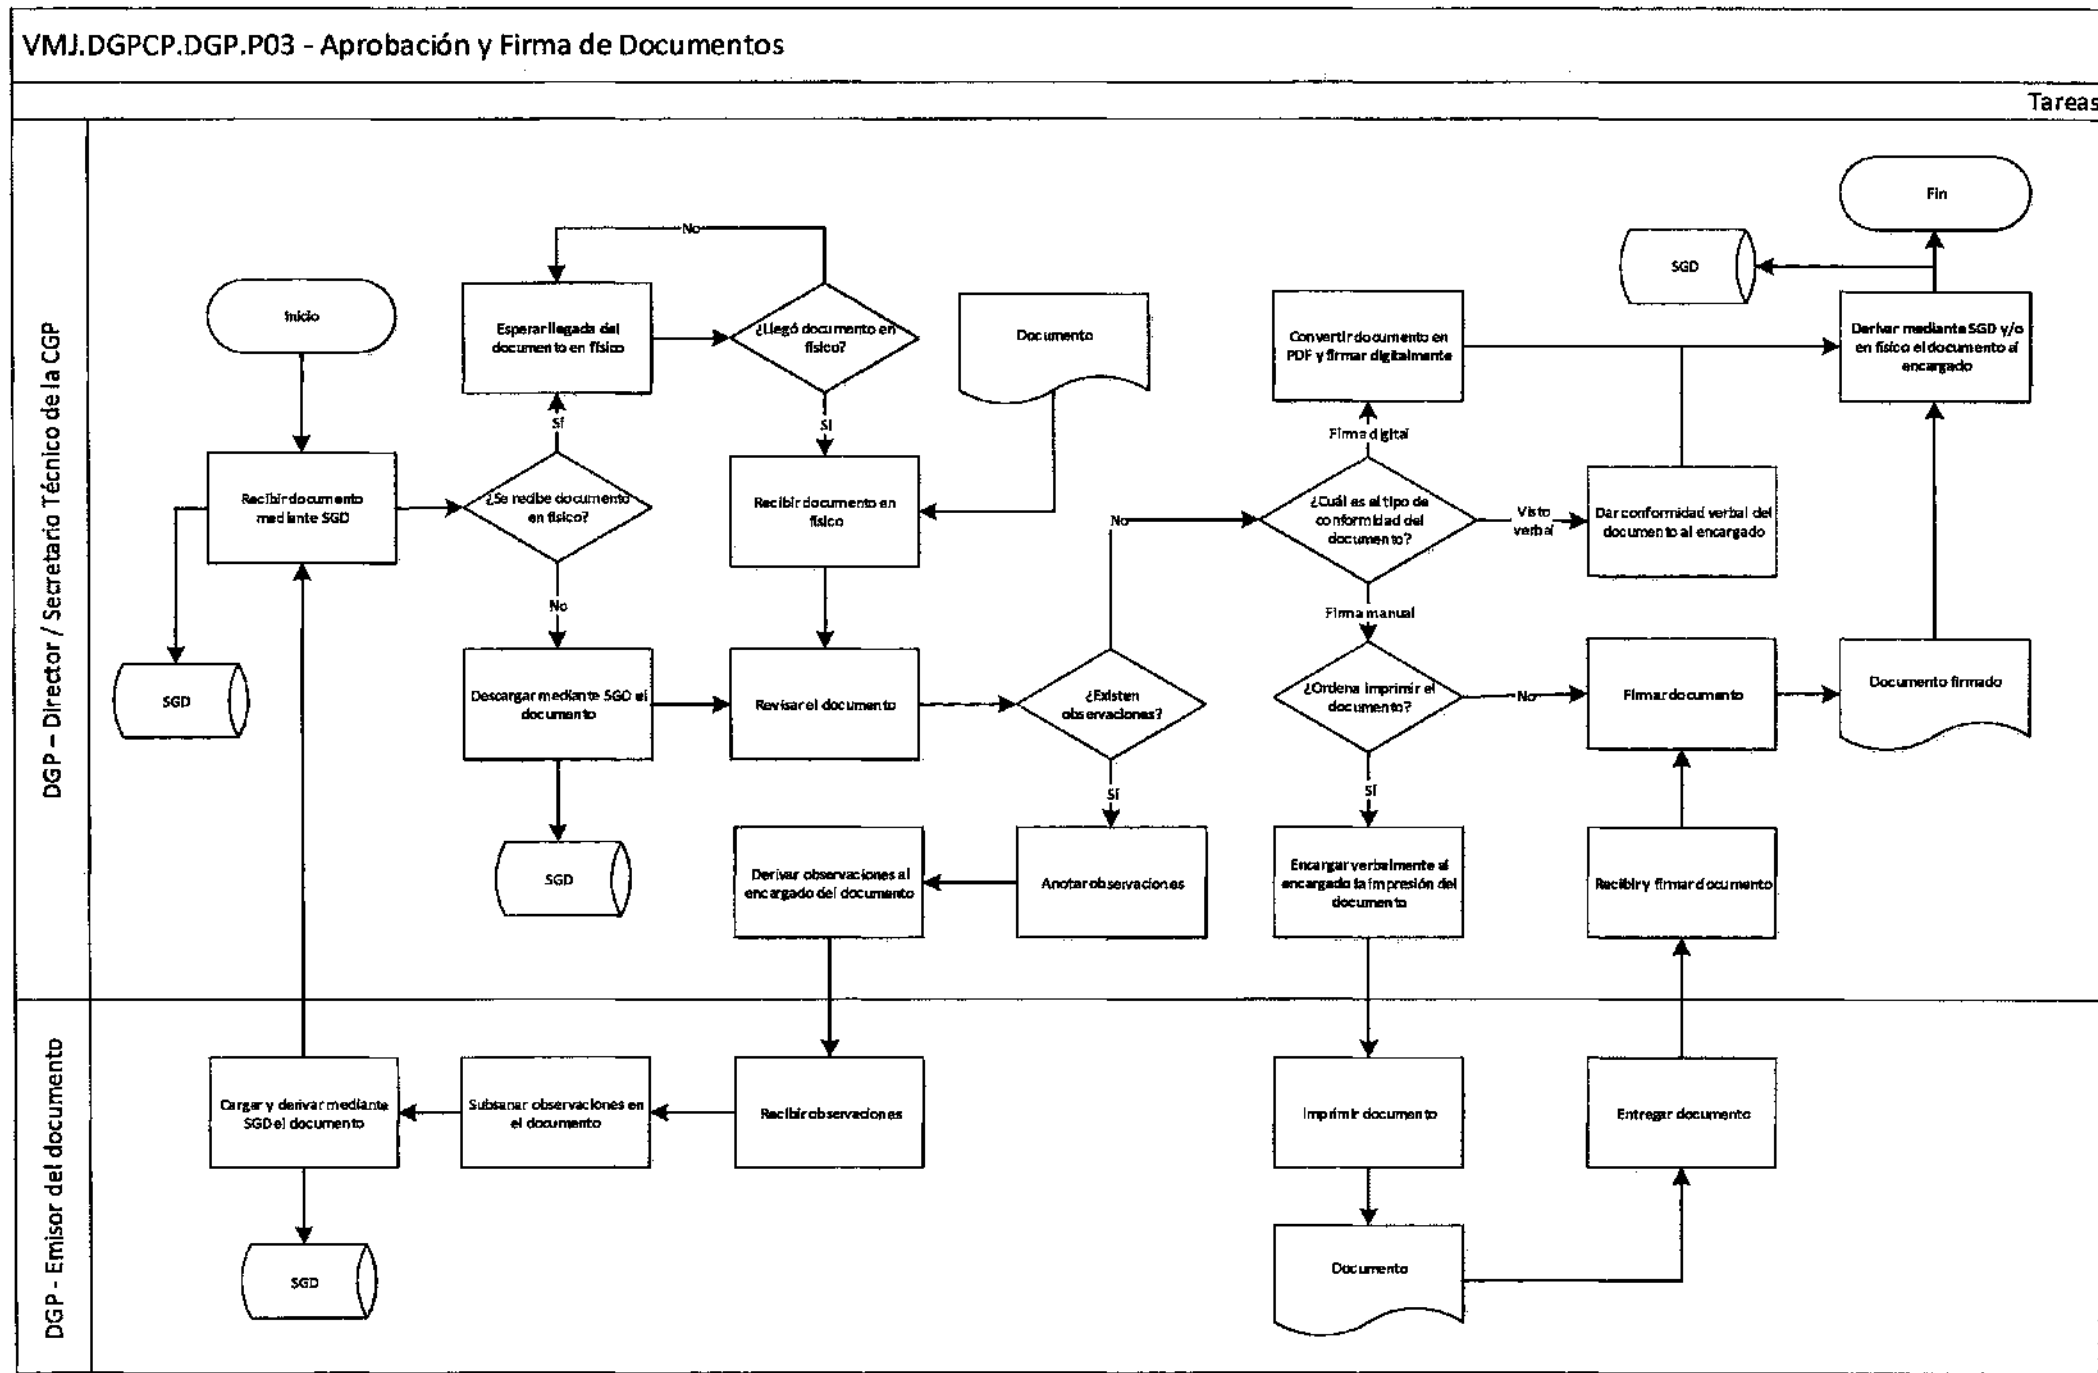 VMJ.DGPCP.DGP.P03 - Aprobación y Firma de Documentos
Tareas
DGP – Director / Secretario Técnico de la CGP
Inicio
Recibir documento
mediante SGD
SGD
¿Se recibe documento
en físico?
Sí
No
Esperar llegada del
documento en físico
¿Llegó documento en
físico?
No
Sí
Documento
Recibir documento en
físico
Descargar mediante SGD el
documento
SGD
Revisar el documento
¿Existen
observaciones?
No
Sí
Anotar observaciones
Derivar observaciones al
encargado del documento
¿Cuál es el tipo de
conformidad del
documento?
Firma digital
Convertir documento en
PDF y firmar digitalmente
Visto
verbal
Dar conformidad verbal del
documento al encargado
Firma manual
¿Ordena imprimir el
documento?
No
Sí
Firmar documento
Documento firmado
Encargar verbalmente al
encargado la impresión del
documento
Recibir y firmar documento
Derivar mediante SGD y/o
en físico el documento al
encargado
SGD
Fin
DGP - Emisor del documento
Cargar y derivar mediante
SGD el documento
SGD
Subsanar observaciones en
el documento
Recibir observaciones
Imprimir documento
Documento
Entregar documento